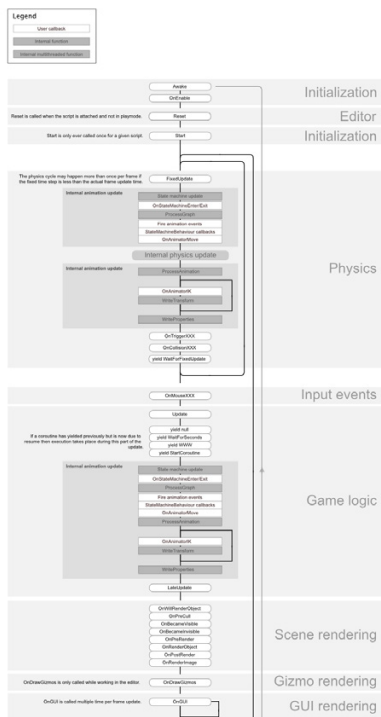 Legend
User callback
Internal function
Internal multithreaded function
Awake
OnEnable
Initialization
Reset is called when the script is attached and not in playmode.
Reset
Editor
Start is only ever called once for a given script.
Start
Initialization
The physics cycle may happen more than once per frame if
the fixed time step is less than the actual frame update time.
FixedUpdate
Internal animation update
State machine update
OnStateMachineEnter/Exit
ProcessGraph
Fire animation events
StateMachineBehaviour callbacks
OnAnimatorMove
Internal physics update
Physics
Internal animation update
ProcessAnimation
OnAnimatorIK
WriteTransform
WriteProperties
OnTriggerXXX
OnCollisionXXX
yield WaitForFixedUpdate
OnMouseXXX
Input events
Update
If a coroutine has yielded previously but is now due to
resume then execution takes place during this part of the
update.
yield null
yield WaitForSeconds
yield WWW
yield StartCoroutine
Internal animation update
State machine update
OnStateMachineEnter/Exit
ProcessGraph
Fire animation events
StateMachineBehaviour callbacks
OnAnimatorMove
ProcessAnimation
Game logic
OnAnimatorIK
WriteTransform
WriteProperties
LateUpdate
OnWillRenderObject
OnPreCull
OnBecameVisible
OnBecameInvisible
OnPreRender
OnRenderObject
OnPostRender
OnRenderImage
Scene rendering
OnDrawGizmos is only called while working in the editor.
OnDrawGizmos
Gizmo rendering
OnGUI is called multiple time per frame update.
OnGUI
GUI rendering